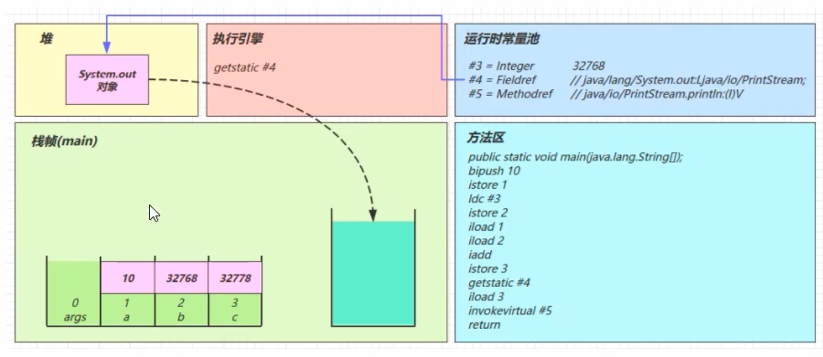 堆
System.out
对象
执行引擎
getstatic #4
运行时常量池
#3 = Integer 32768
#4 = Fieldref // java/lang/System.out:Ljava/io/PrintStream;
#5 = Methodref // java/io/PrintStream.println:(I)V
栈帧(main)
10 32768 32778
0 1 2 3
args a b c
方法区
public static void main(java.lang.String[]);
bipush 10
istore 1
ldc #3
istore 2
iload 1
iload 2
iadd
istore 3
getstatic #4
iload 3
invokevirtual #5
return